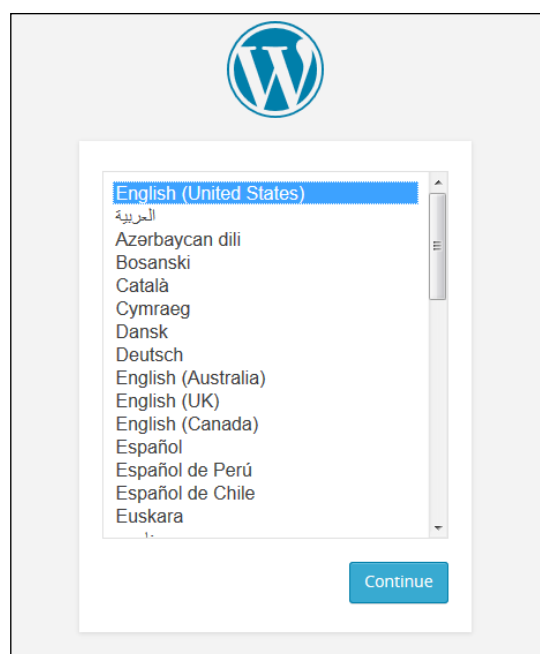 English (United States)
العربية
Azərbaycan dili
Bosanski
Català
Cymraeg
Dansk
Deutsch
English (Australia)
English (UK)
English (Canada)
Español
Español de Perú
Español de Chile
Euskara
Continue